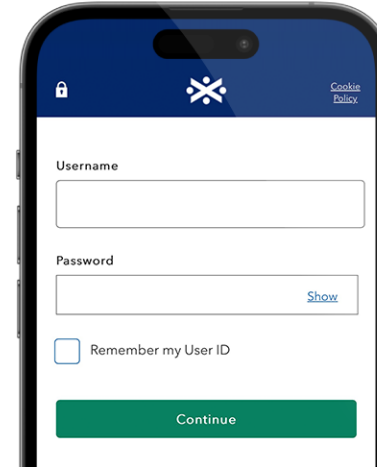 Cookie
Policy
Username
Password
Show
Remember my User ID
Continue